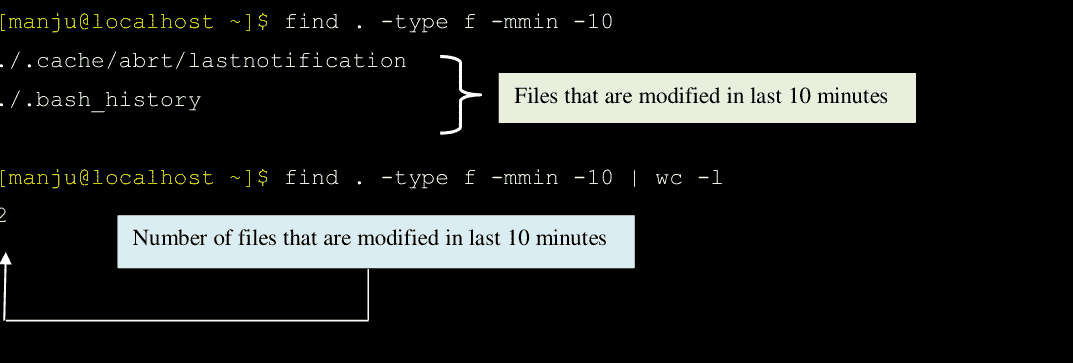 [manju@localhost ~]$ find . -type f -mmin -10
./.cache/abrt/lastnotification
./.bash_history
Files that are modified in last 10 minutes
[manju@localhost ~]$ find . -type f -mmin -10 | wc -l
2
Number of files that are modified in last 10 minutes